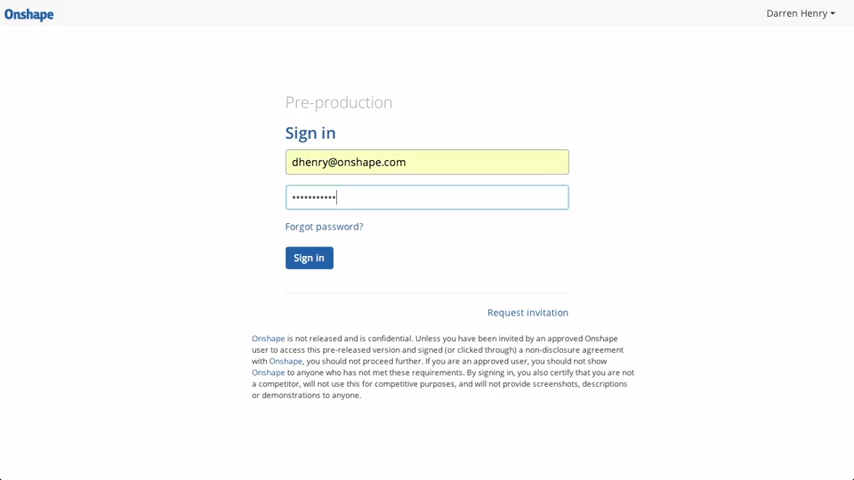 Onshape
Darren Henry
Pre-production
Sign in
dhenry@onshape.com
•••••••••••
Forgot password?
Sign in
Request invitation
Onshape is not released and is confidential. Unless you have been invited by an approved Onshape
user to access this pre-released version and signed (or clicked through) a non-disclosure agreement
with Onshape, you should not proceed further. If you are an approved user, you should not show
Onshape to anyone who has not met these requirements. By signing in, you also certify that you are not
a competitor, will not use this for competitive purposes, and will not provide screenshots, descriptions
or demonstrations to anyone.